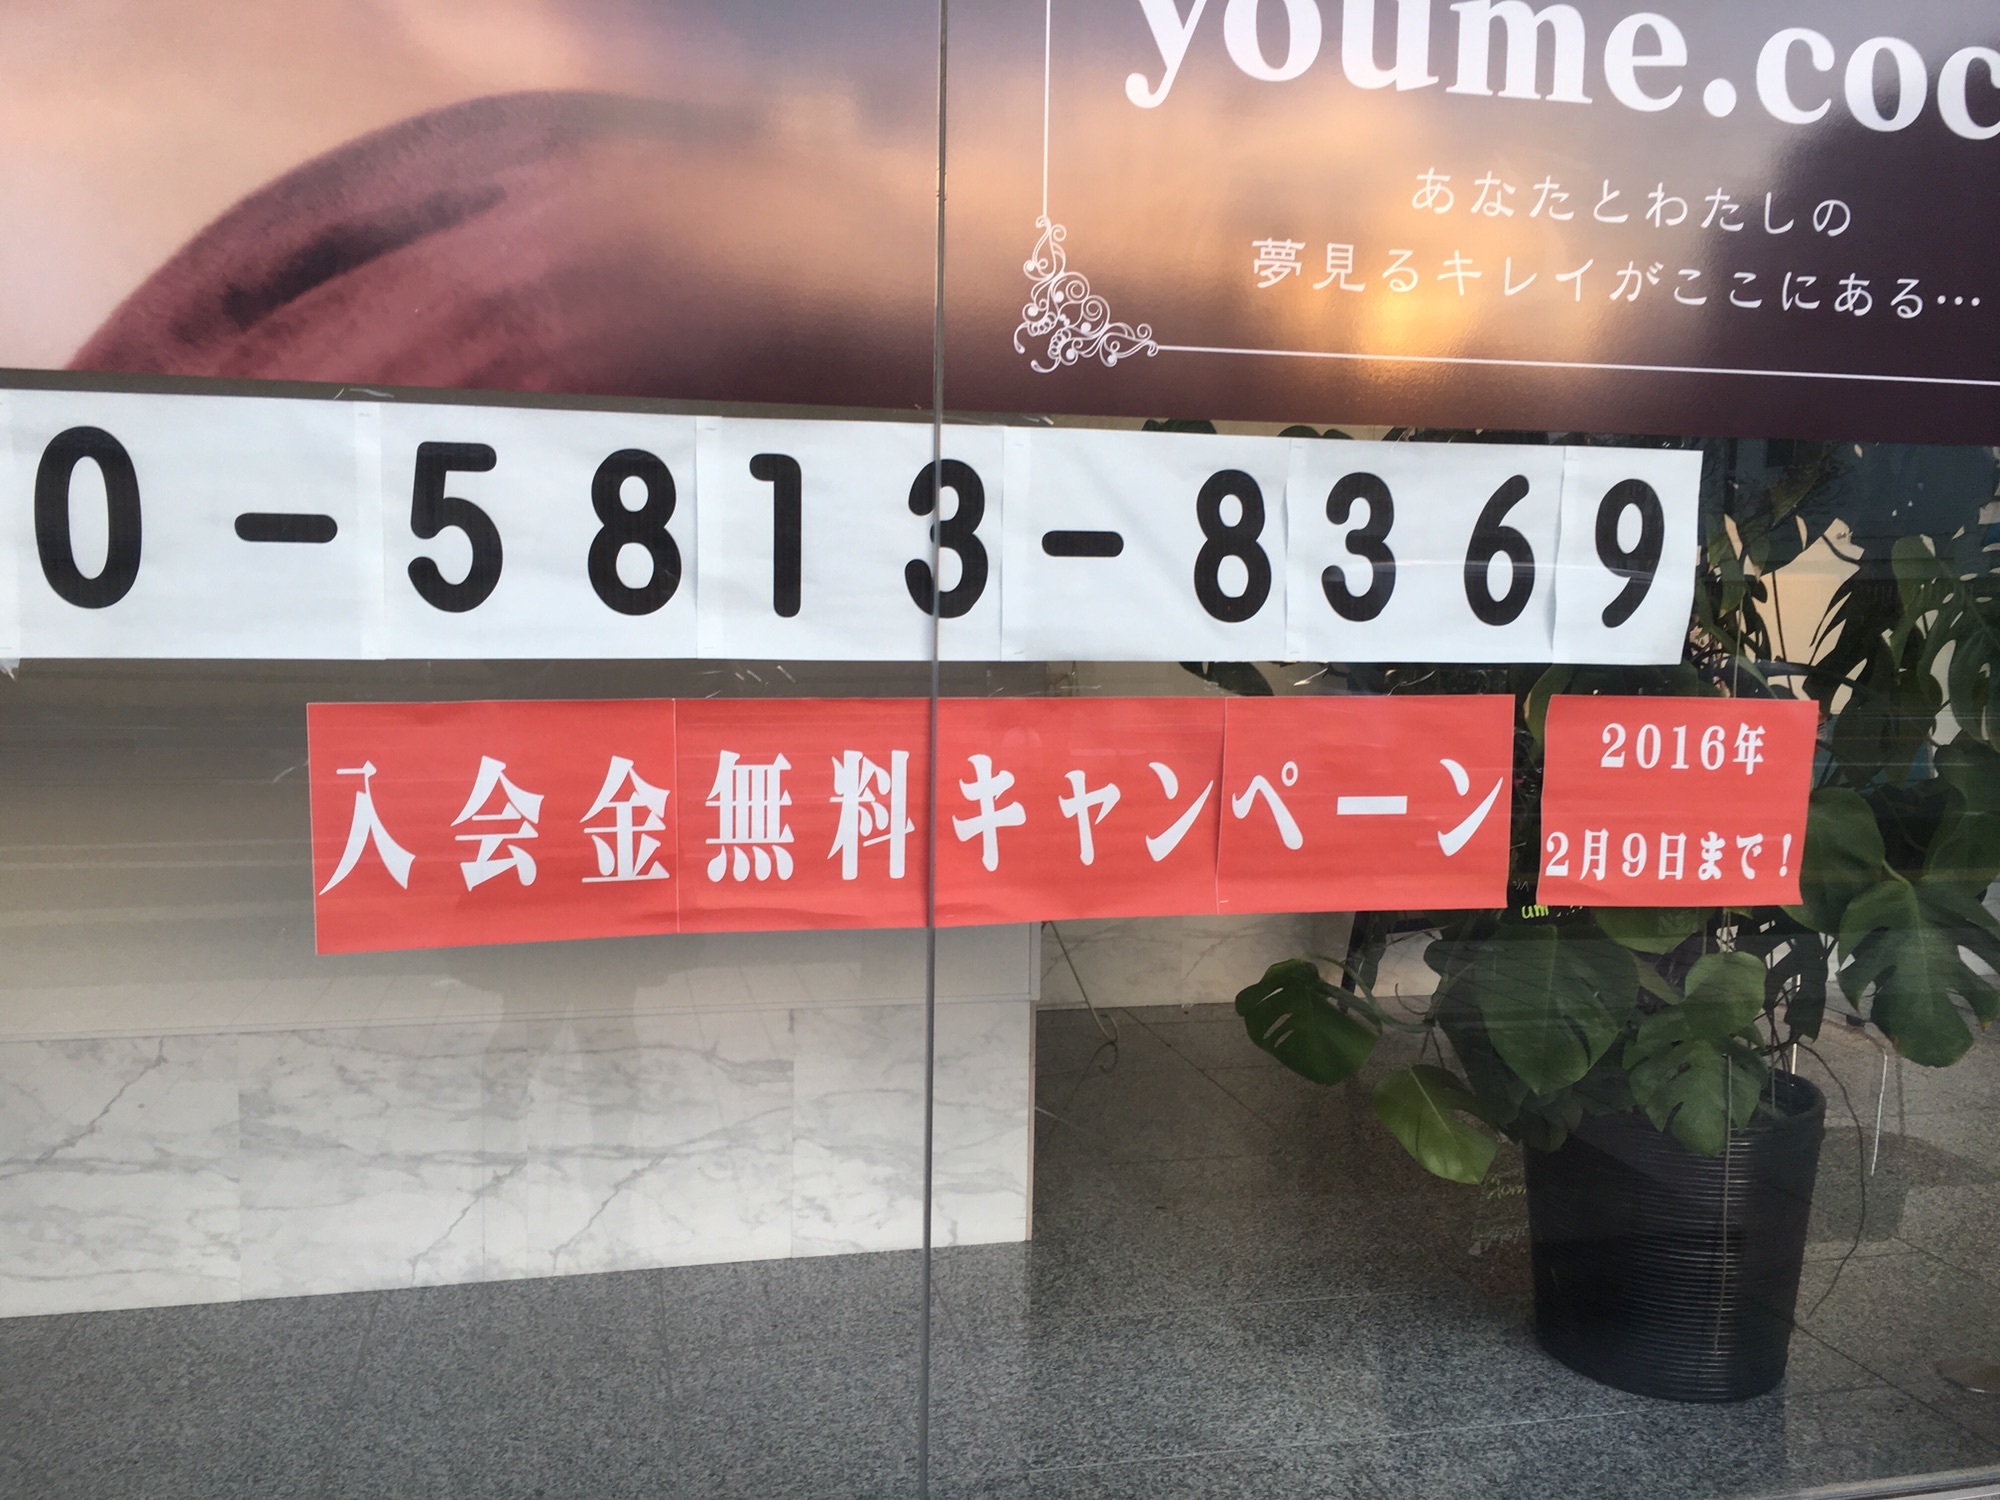 youme.coc
あなたとわたしの
夢見るキレイがここにある…
0-5813-8369
入会金無料キャンペーン
2016年
2月9日まで!